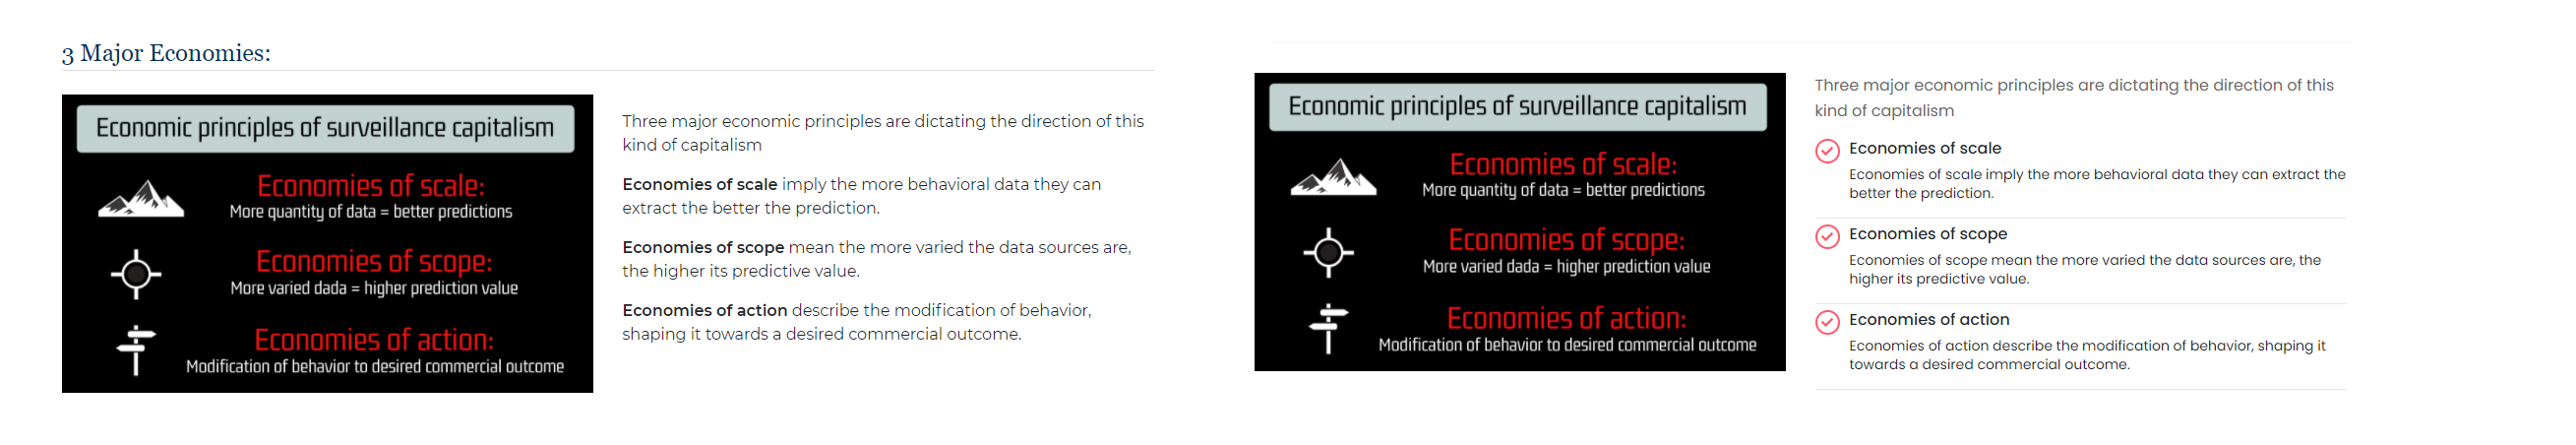 3 Major Economies:
Economic principles of surveillance capitalism
Economies of scale:
More quantity of data = better predictions
Economies of scope:
More varied dada = higher prediction value
Economies of action:
Modification of behavior to desired commercial outcome
Three major economic principles are dictating the direction of this
kind of capitalism
Economies of scale imply the more behavioral data they can
extract the better the prediction.
Economies of scope mean the more varied the data sources are,
the higher its predictive value.
Economies of action describe the modification of behavior,
shaping it towards a desired commercial outcome.
Economic principles of surveillance capitalism
Economies of scale:
More quantity of data = better predictions
Economies of scope:
More varied dada = higher prediction value
Economies of action:
Modification of behavior to desired commercial outcome
Three major economic principles are dictating the direction of this
kind of capitalism
Economies of scale
Economies of scale imply the more behavioral data they can extract the
better the prediction.
Economies of scope
Economies of scope mean the more varied the data sources are, the
higher its predictive value.
Economies of action
Economies of action describe the modification of behavior, shaping it
towards a desired commercial outcome.